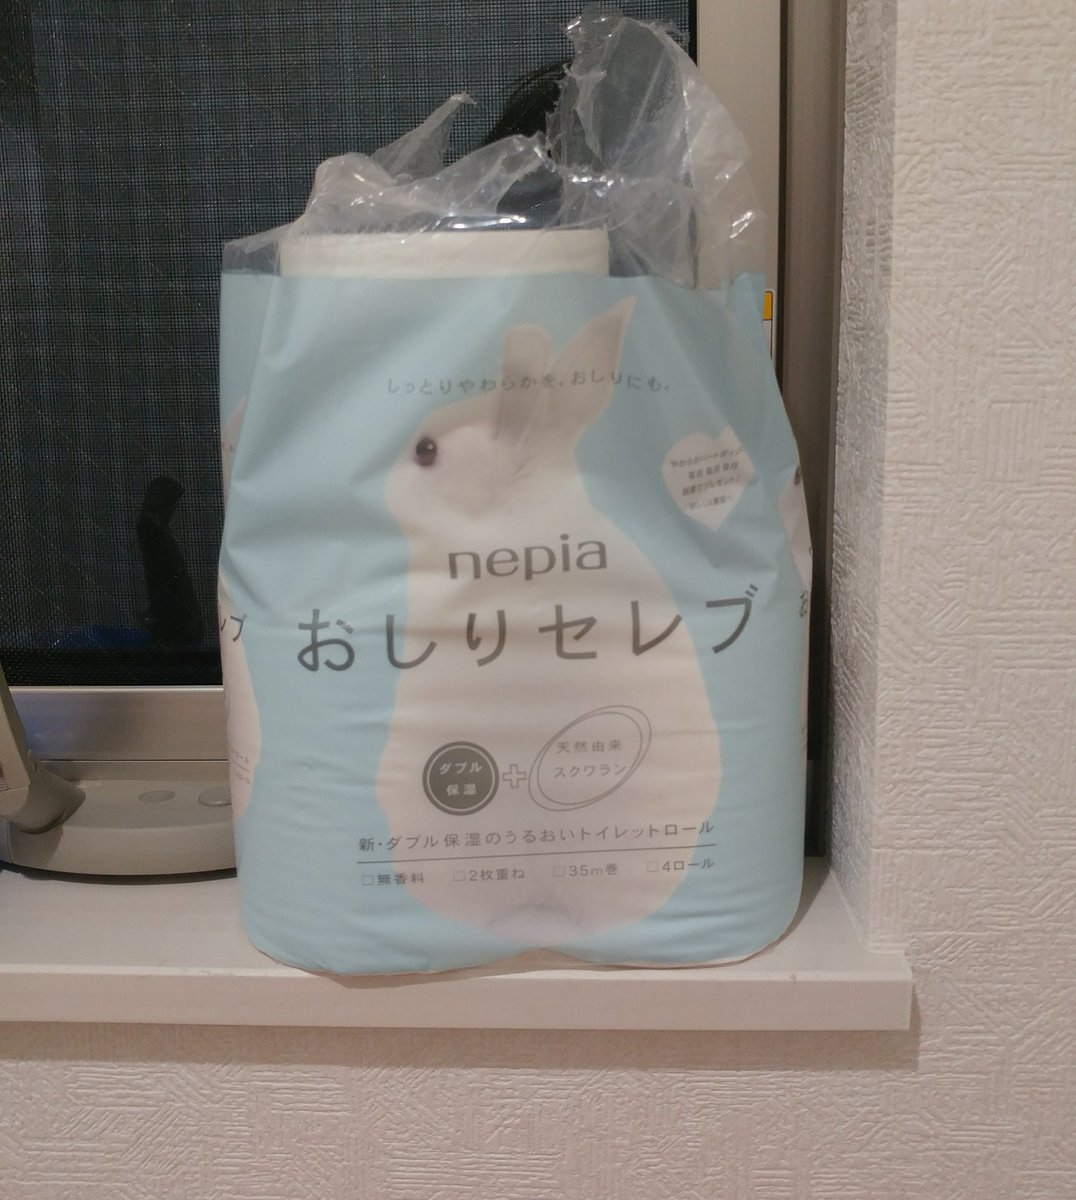 しっとりやわらかを、おしりにも。
nepia
おしりセレブ
ダブル
保湿
+
天然由来
スクワラン
新・ダブル保湿のうるおいトイレットロール
□無香料 □2枚重ね □35m巻 □4ロール